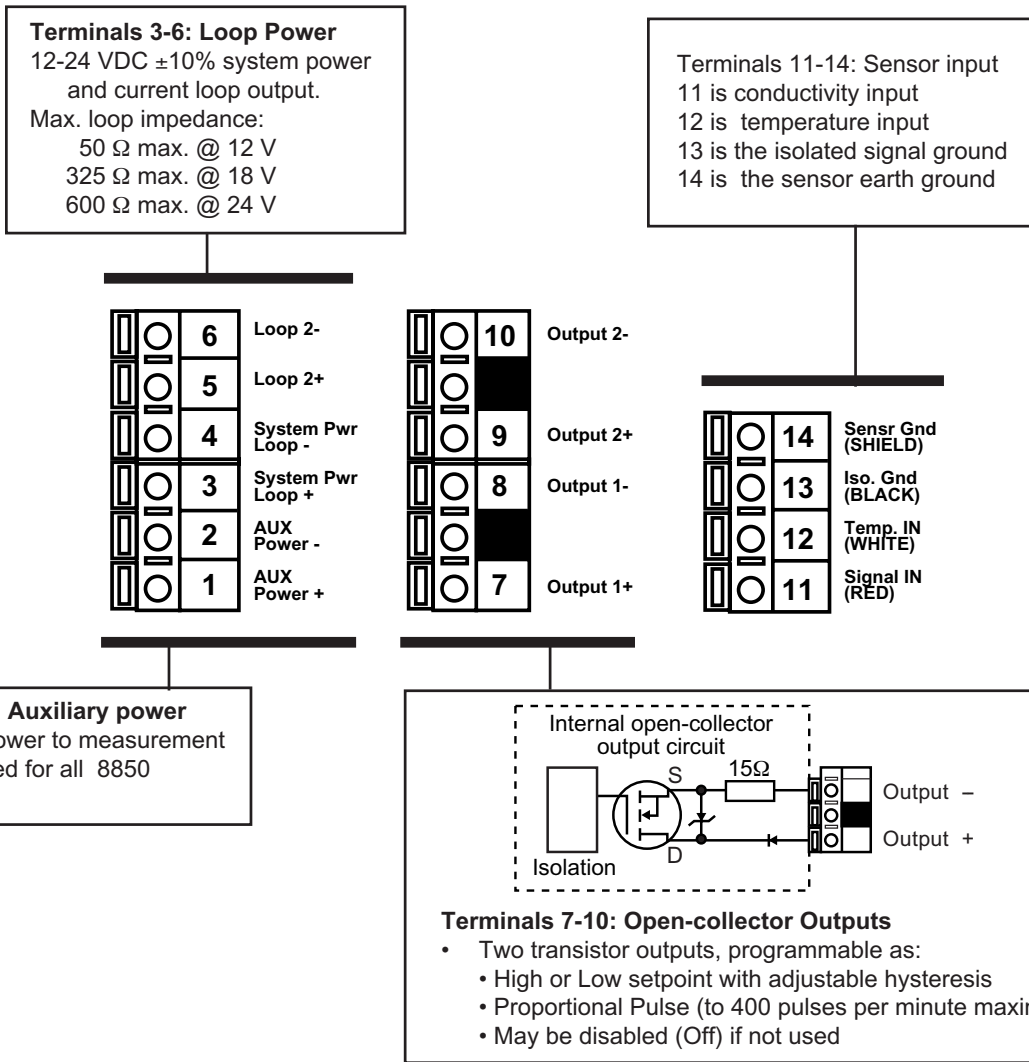 Terminals 3-6: Loop Power
12-24 VDC ±10% system power
and current loop output.
Max. loop impedance:
50 Ω max. @ 12 V
325 Ω max. @ 18 V
600 Ω max. @ 24 V
Terminals 11-14: Sensor input
11 is conductivity input
12 is temperature input
13 is the isolated signal ground
14 is the sensor earth ground
6 Loop 2-
5 Loop 2+
4 System Pwr
Loop -
3 System Pwr
Loop +
2 AUX
Power -
1 AUX
Power +
10 Output 2-
9 Output 2+
8 Output 1-
7 Output 1+
14 Sensr Gnd
(SHIELD)
13 Iso. Gnd
(BLACK)
12 Temp. IN
(WHITE)
11 Signal IN
(RED)
Auxiliary power
ower to measurement
ed for all 8850
Internal open-collector
output circuit
S
15Ω
D
Isolation
Output –
Output +
Terminals 7-10: Open-collector Outputs
• Two transistor outputs, programmable as:
• High or Low setpoint with adjustable hysteresis
• Proportional Pulse (to 400 pulses per minute maxin
• May be disabled (Off) if not used